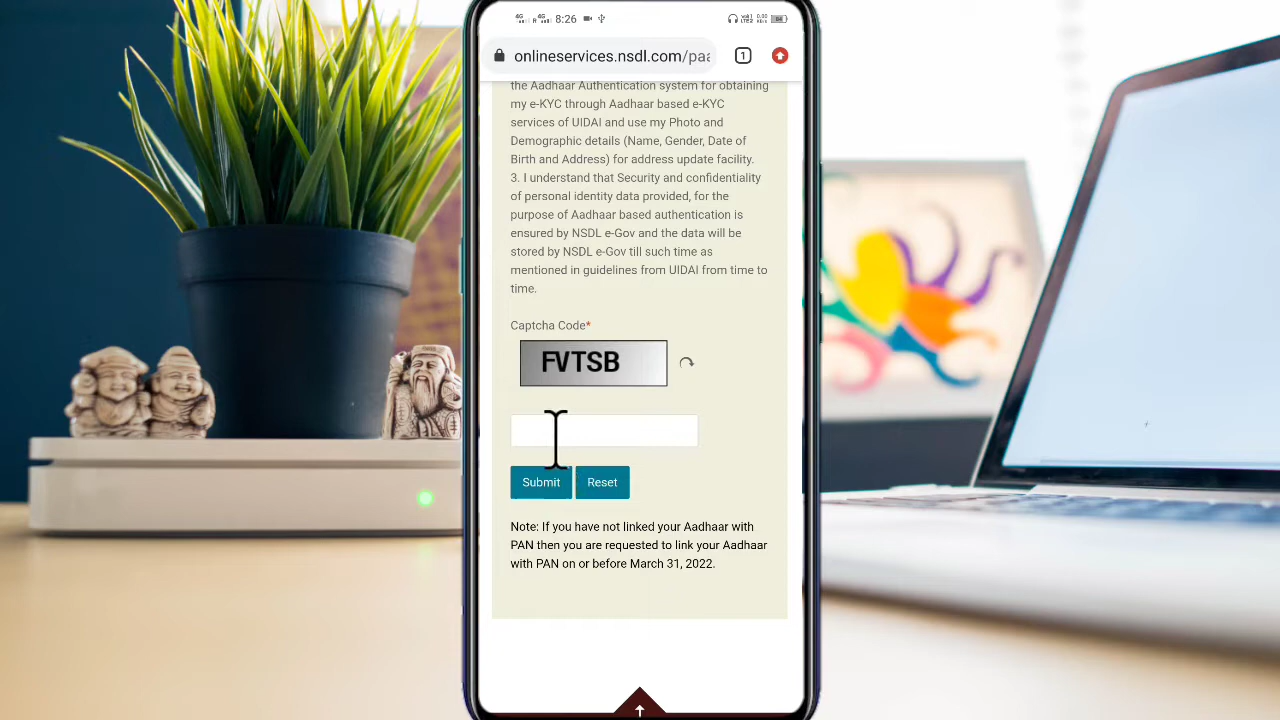 8:26
onlineservices.nsdl.com/paa
1
the Aadhaar Authentication system for obtaining
my e-KYC through Aadhaar based e-KYC
services of UIDAI and use my Photo and
Demographic details (Name, Gender, Date of
Birth and Address) for address update facility.
3. I understand that Security and confidentiality
of personal identity data provided, for the
purpose of Aadhaar based authentication is
ensured by NSDL e-Gov and the data will be
stored by NSDL e-Gov till such time as
mentioned in guidelines from UIDAI from time to
time.
Captcha Code*
FVTSB
Submit Reset
Note: If you have not linked your Aadhaar with
PAN then you are requested to link your Aadhaar
with PAN on or before March 31, 2022.